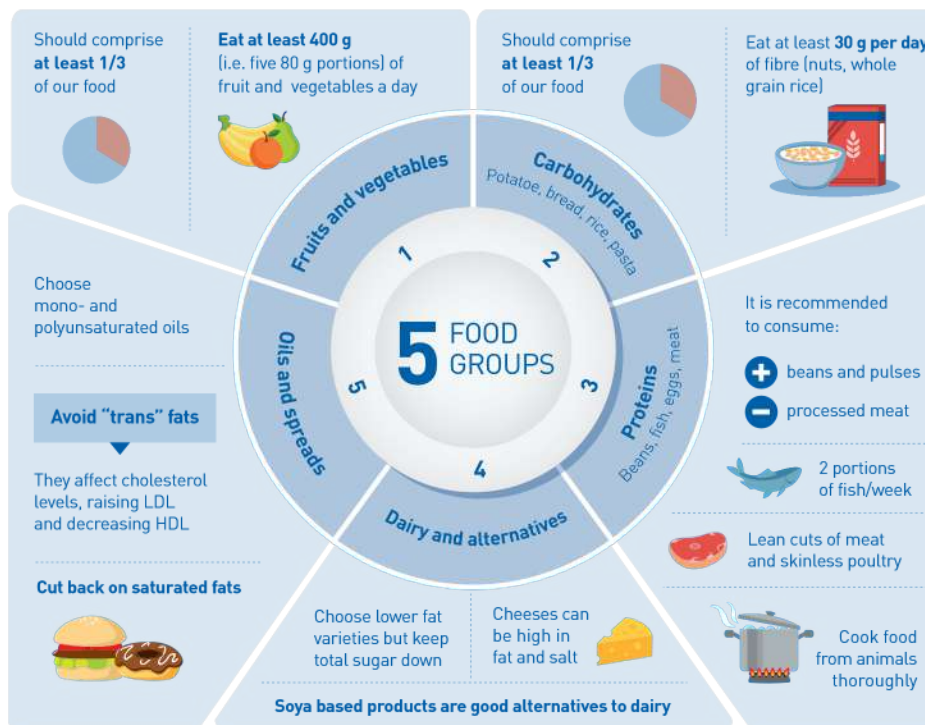 Should comprise
at least 1/3
of our food
Eat at least 400 g
(i.e. five 80 g portions) of
fruit and vegetables a day
Should comprise
at least 1/3
of our food
Eat at least 30 g per day
of fibre (nuts, whole
grain rice)
Fruits and vegetables
1
Carbohydrates
Potatoe, bread, rice, pasta
2
Proteins
Beans, fish, eggs, meat
3
Dairy and alternatives
4
Oils and spreads
5
5 FOOD
GROUPS
Choose
mono- and
polyunsaturated oils
Avoid “trans” fats
They affect cholesterol
levels, raising LDL
and decreasing HDL
Cut back on saturated fats
It is recommended
to consume:
+ beans and pulses
− processed meat
2 portions
of fish/week
Lean cuts of meat
and skinless poultry
Cook food
from animals
thoroughly
Choose lower fat
varieties but keep
total sugar down
Cheeses can
be high in
fat and salt
Soya based products are good alternatives to dairy